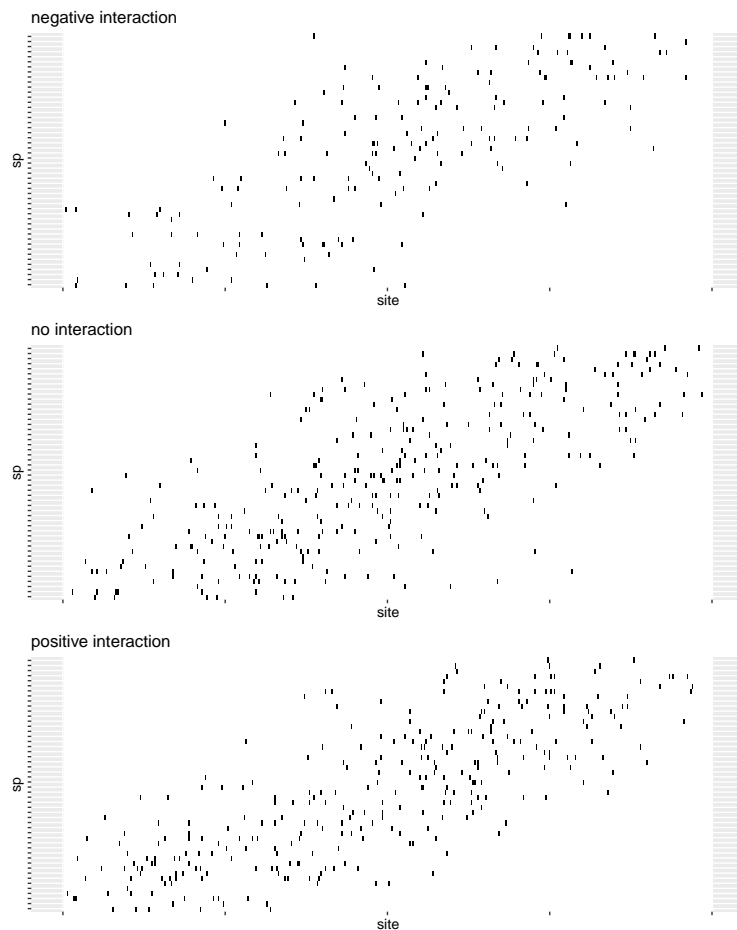 negative interaction
sp
site
no interaction
sp
site
positive interaction
sp
site